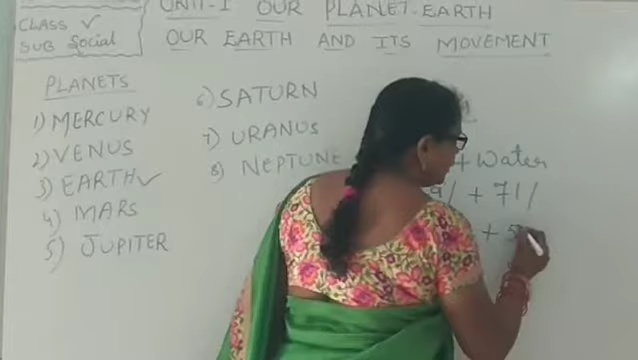 CLASS V
SUB Social
UNIT-I OUR PLANET-EARTH
OUR EARTH AND ITS MOVEMENT
PLANETS
1) MERCURY
2) VENUS
3) EARTH ✓
4) MARS
5) JUPITER
6) SATURN
7) URANUS
8) NEPTUNE
+ Water
+ 71%
+